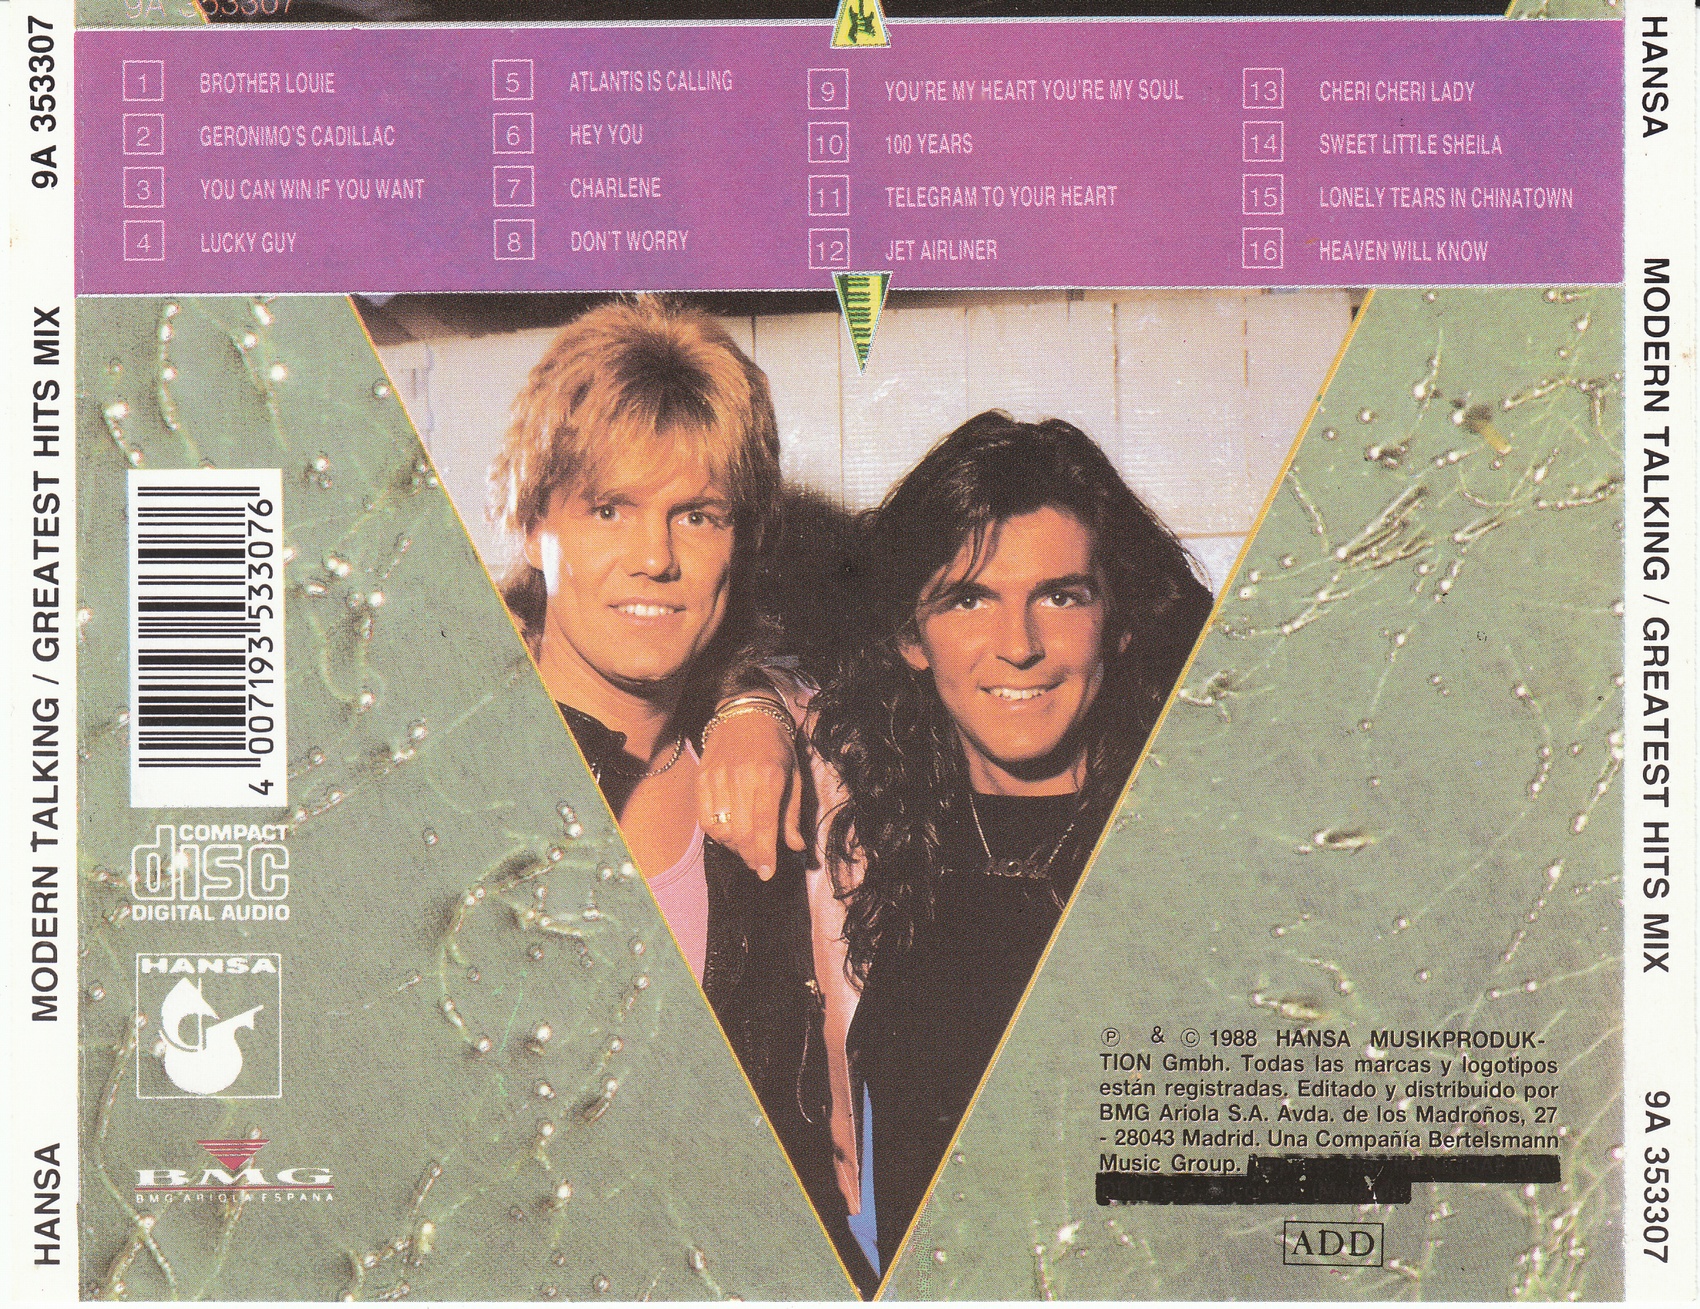 9A 353307
HANSA
MODERN TALKING / GREATEST HITS MIX
9A 353307
1 BROTHER LOUIE
2 GERONIMO'S CADILLAC
3 YOU CAN WIN IF YOU WANT
4 LUCKY GUY
5 ATLANTIS IS CALLING
6 HEY YOU
7 CHARLENE
8 DON'T WORRY
9 YOU'RE MY HEART YOU'RE MY SOUL
10 100 YEARS
11 TELEGRAM TO YOUR HEART
12 JET AIRLINER
13 CHERI CHERI LADY
14 SWEET LITTLE SHEILA
15 LONELY TEARS IN CHINATOWN
16 HEAVEN WILL KNOW
4 007193 533076
COMPACT
disc
DIGITAL AUDIO
HANSA
BMG
BMG ARIOLA ESPANA
℗ & © 1988 HANSA MUSIKPRODUK-
TION Gmbh. Todas las marcas y logotipos
están registradas. Editado y distribuido por
BMG Ariola S.A. Avda. de los Madroños, 27
- 28043 Madrid. Una Compañía Bertelsmann
Music Group.
ADD
HANSA
MODERN TALKING / GREATEST HITS MIX
9A 353307